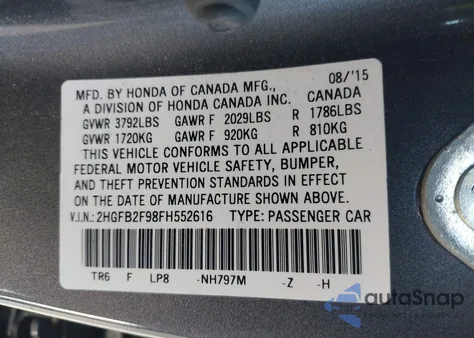 MFD. BY HONDA OF CANADA MFG., 08/'15
A DIVISION OF HONDA CANADA INC. CANADA
GVWR 3792LBS GAWR F 2029LBS R 1786LBS
GVWR 1720KG GAWR F 920KG R 810KG
THIS VEHICLE CONFORMS TO ALL APPLICABLE
FEDERAL MOTOR VEHICLE SAFETY, BUMPER,
AND THEFT PREVENTION STANDARDS IN EFFECT
ON THE DATE OF MANUFACTURE SHOWN ABOVE.
V.I.N.: 2HGFB2F98FH552616 TYPE: PASSENGER CAR
TR6 F LP8 -NH797M -Z -H
autoSnap